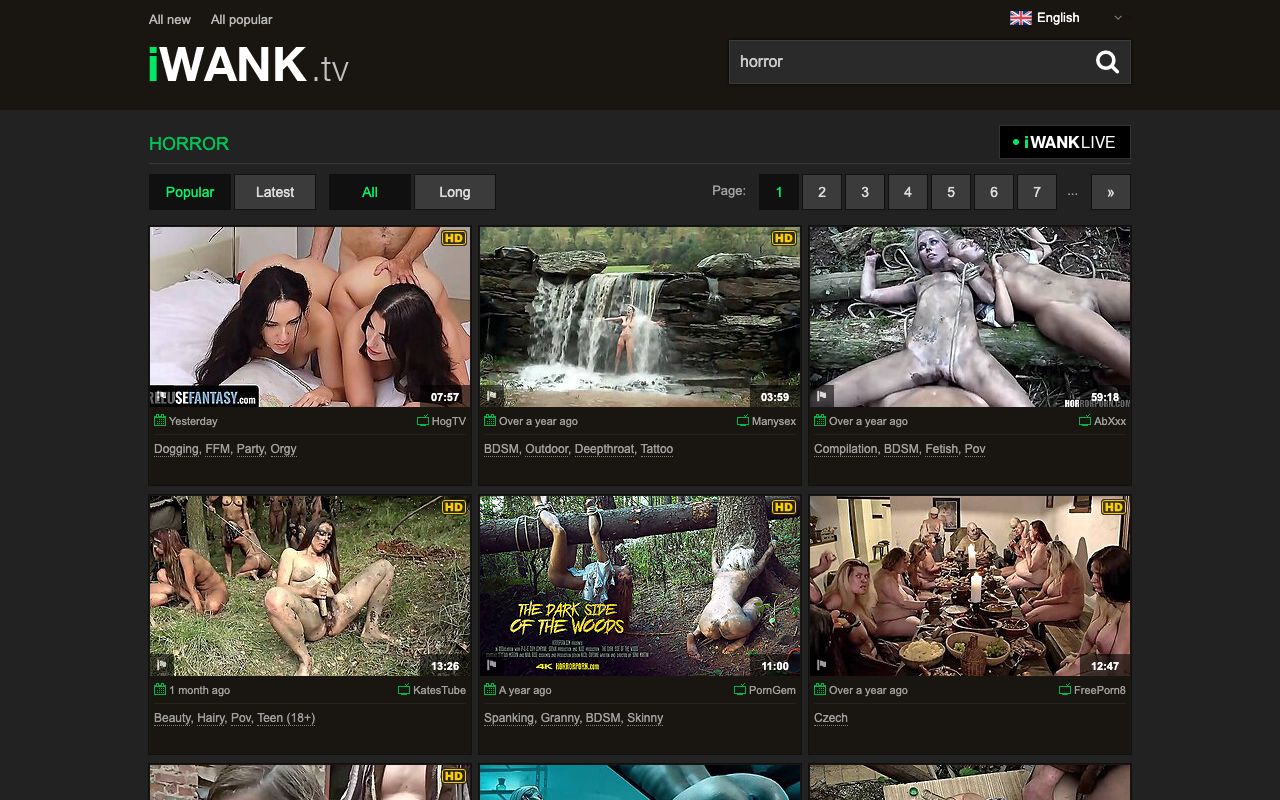 All new All popular
English
iWANK.tv
horror
HORROR
iWANKLIVE
Popular Latest All Long
Page: 1 2 3 4 5 6 7 ... »
HD
USEFANTASY.com
07:57
Yesterday HogTV
Dogging, FFM, Party, Orgy
HD
03:59
Over a year ago Manysex
BDSM, Outdoor, Deepthroat, Tattoo
59:18
Over a year ago AbXxx
Compilation, BDSM, Fetish, Pov
HD
13:26
1 month ago KatesTube
Beauty, Hairy, Pov, Teen (18+)
HD
THE DARK SIDE
OF THE WOODS
4K HORRORPORN.com
11:00
A year ago PornGem
Spanking, Granny, BDSM, Skinny
HD
12:47
Over a year ago FreePorn8
Czech
HD